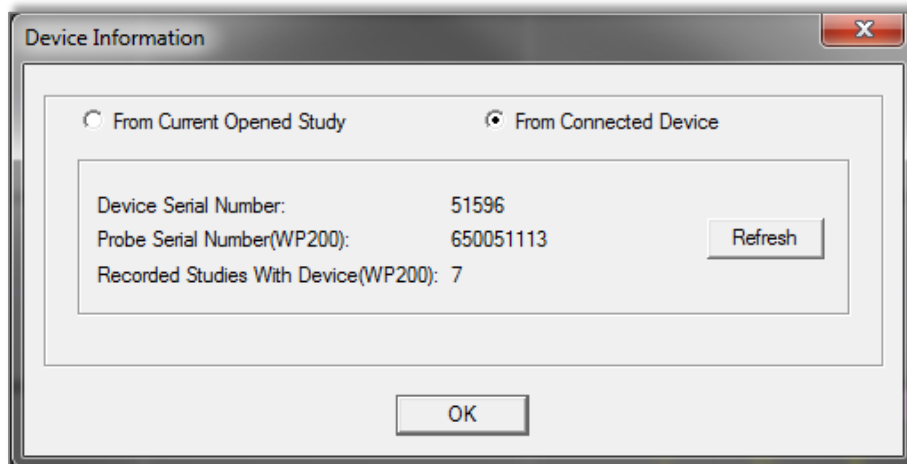 Device Information
From Current Opened Study From Connected Device
Device Serial Number: 51596
Probe Serial Number(WP200): 650051113
Refresh
Recorded Studies With Device(WP200): 7
OK